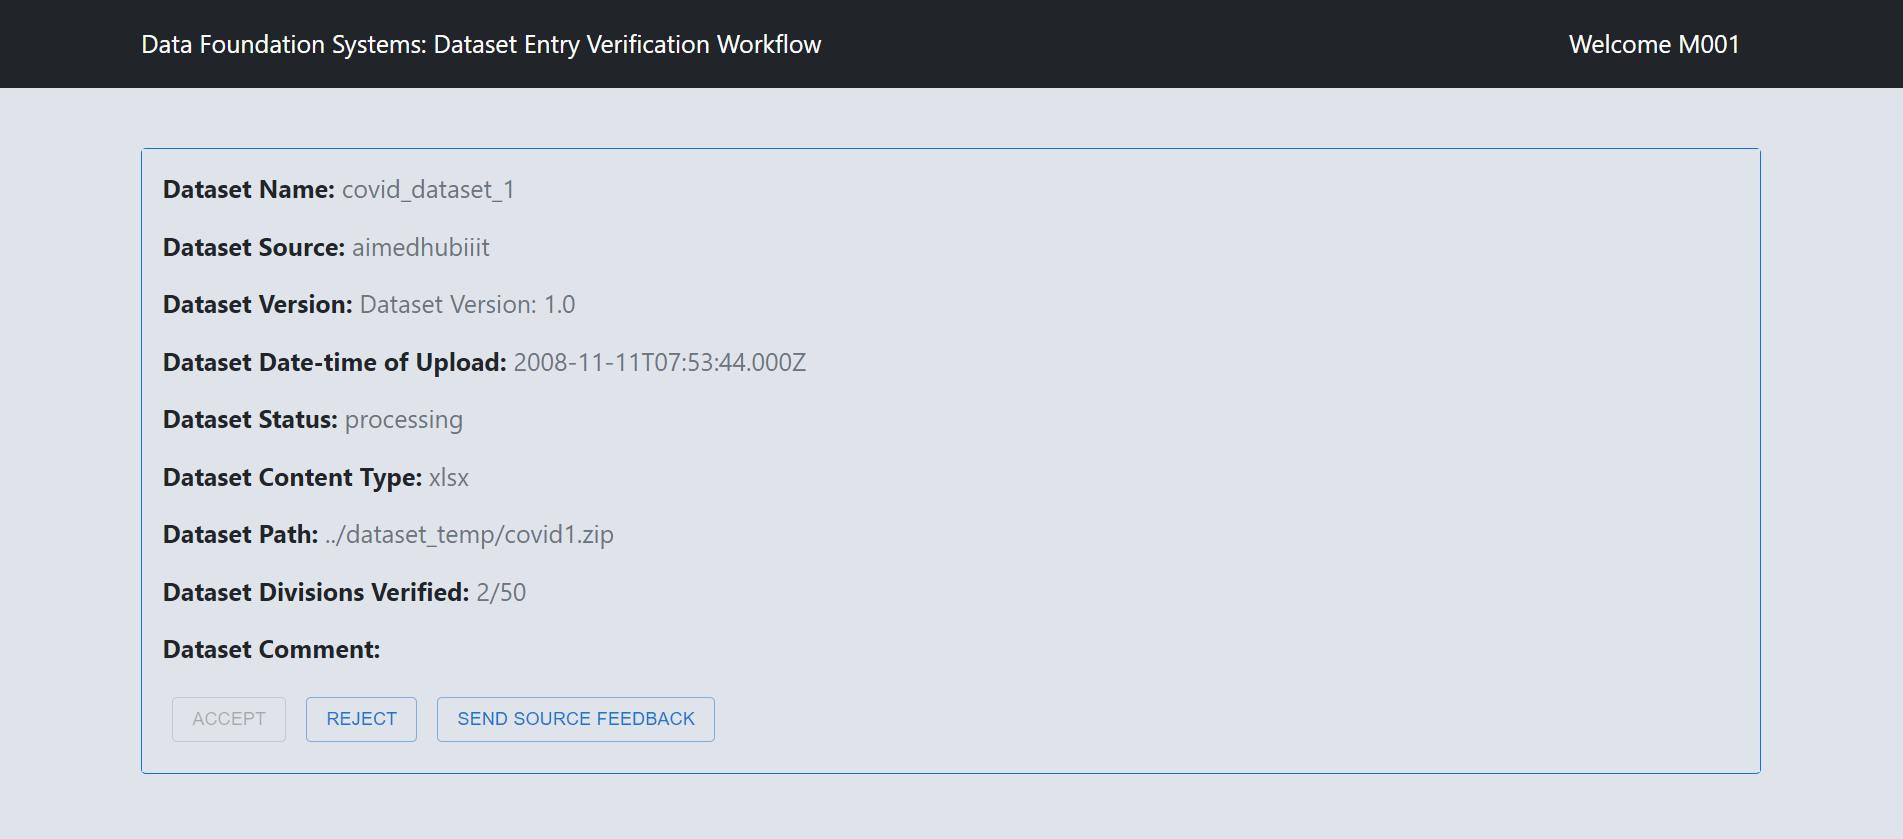 Data Foundation Systems: Dataset Entry Verification Workflow
Welcome M001
Dataset Name: covid_dataset_1
Dataset Source: aimedhubiiit
Dataset Version: Dataset Version: 1.0
Dataset Date-time of Upload: 2008-11-11T07:53:44.000Z
Dataset Status: processing
Dataset Content Type: xlsx
Dataset Path: ../dataset_temp/covid1.zip
Dataset Divisions Verified: 2/50
Dataset Comment:
ACCEPT REJECT SEND SOURCE FEEDBACK